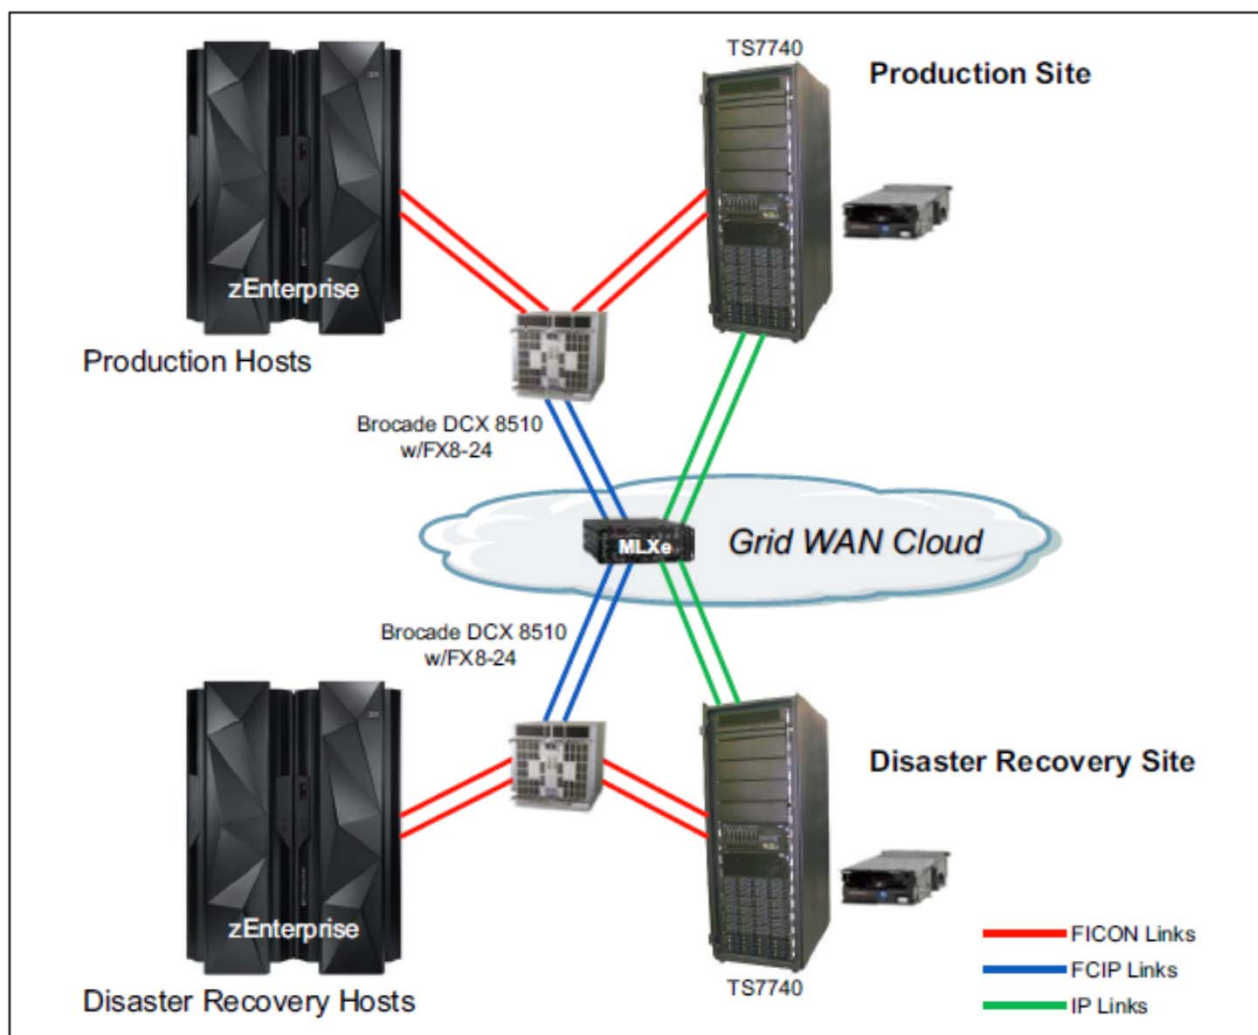 TS7740
Production Site
zEnterprise
Production Hosts
Brocade DCX 8510
w/FX8-24
MLXe
Grid WAN Cloud
Brocade DCX 8510
w/FX8-24
Disaster Recovery Site
zEnterprise
Disaster Recovery Hosts
TS7740
FICON Links
FCIP Links
IP Links